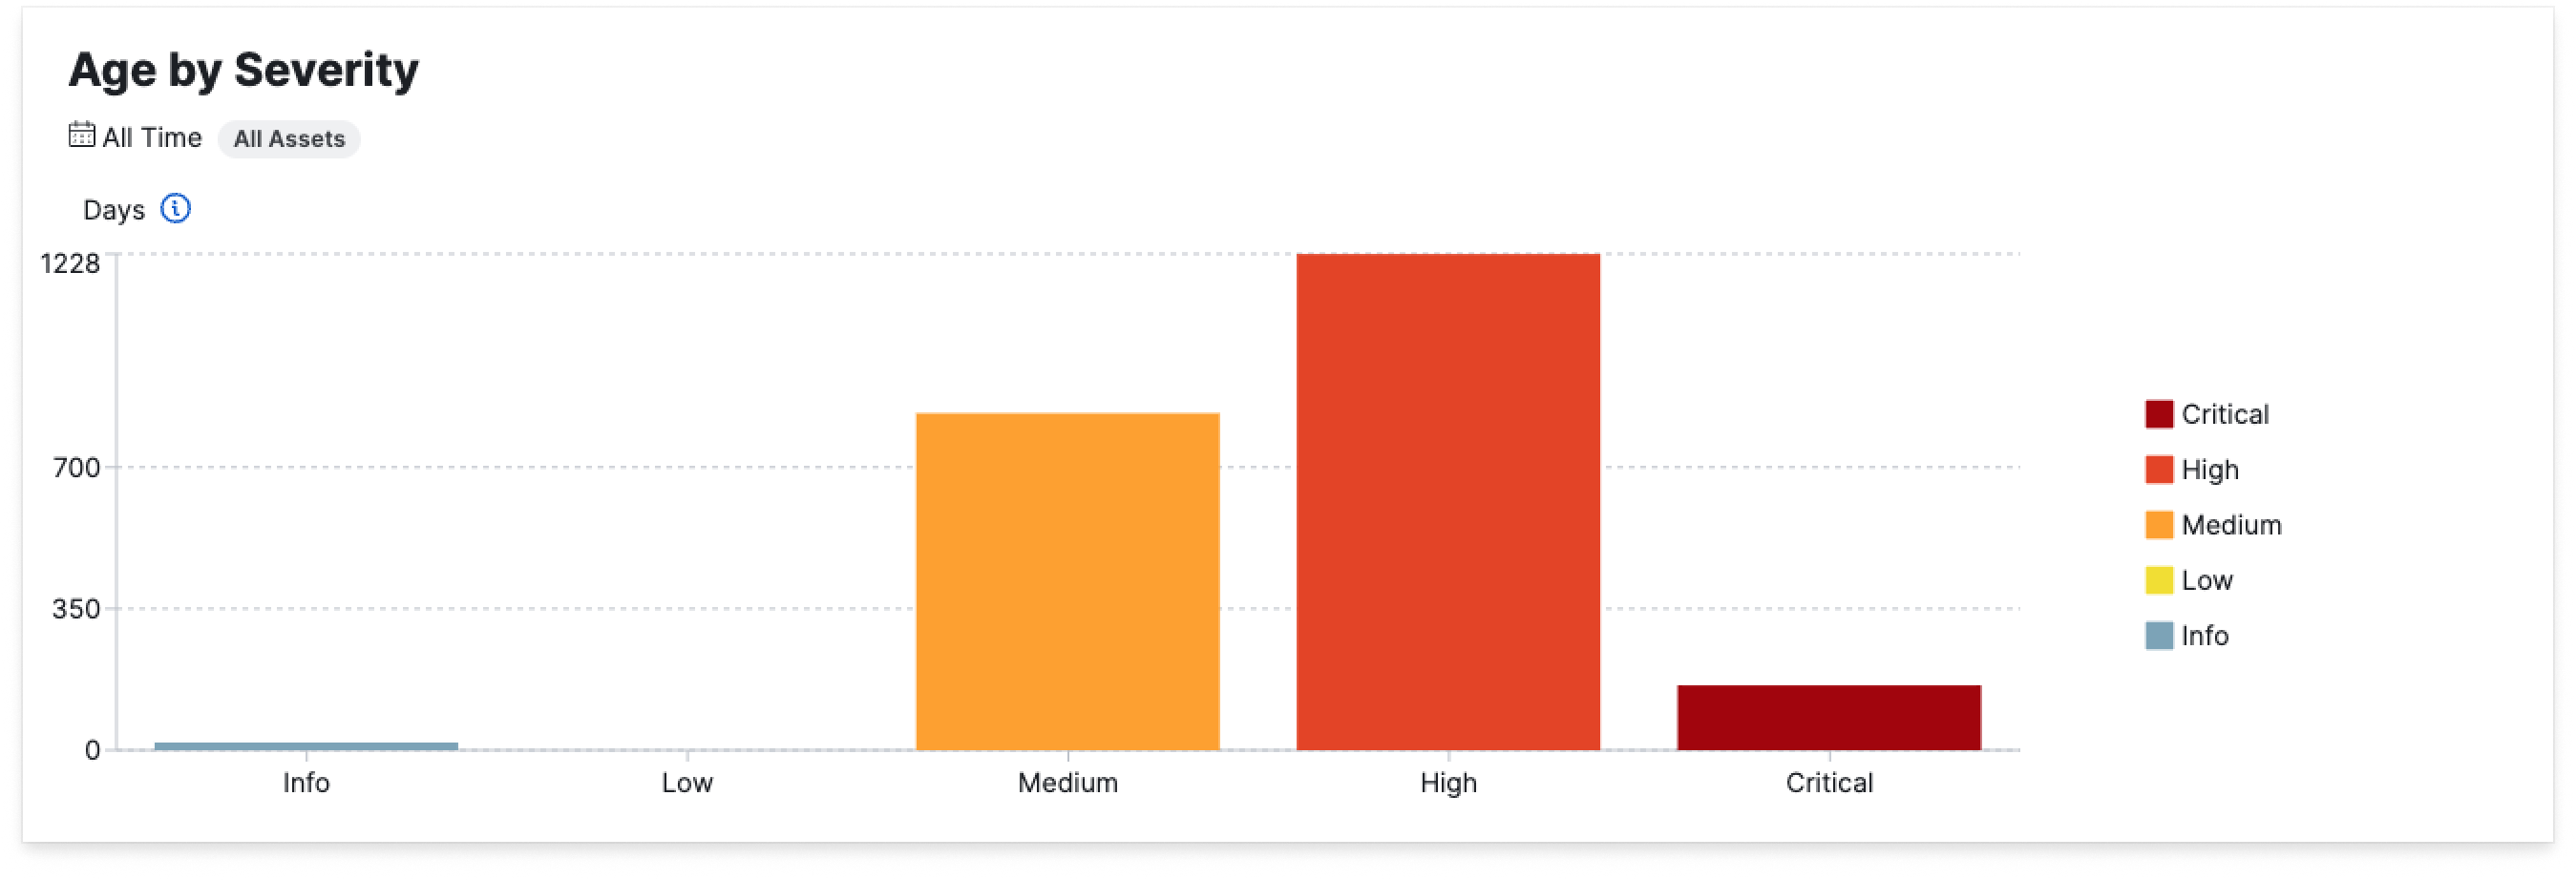 Age by Severity
All Time All Assets
Days
1228
700
350
0
Info Low Medium High Critical
Critical
High
Medium
Low
Info